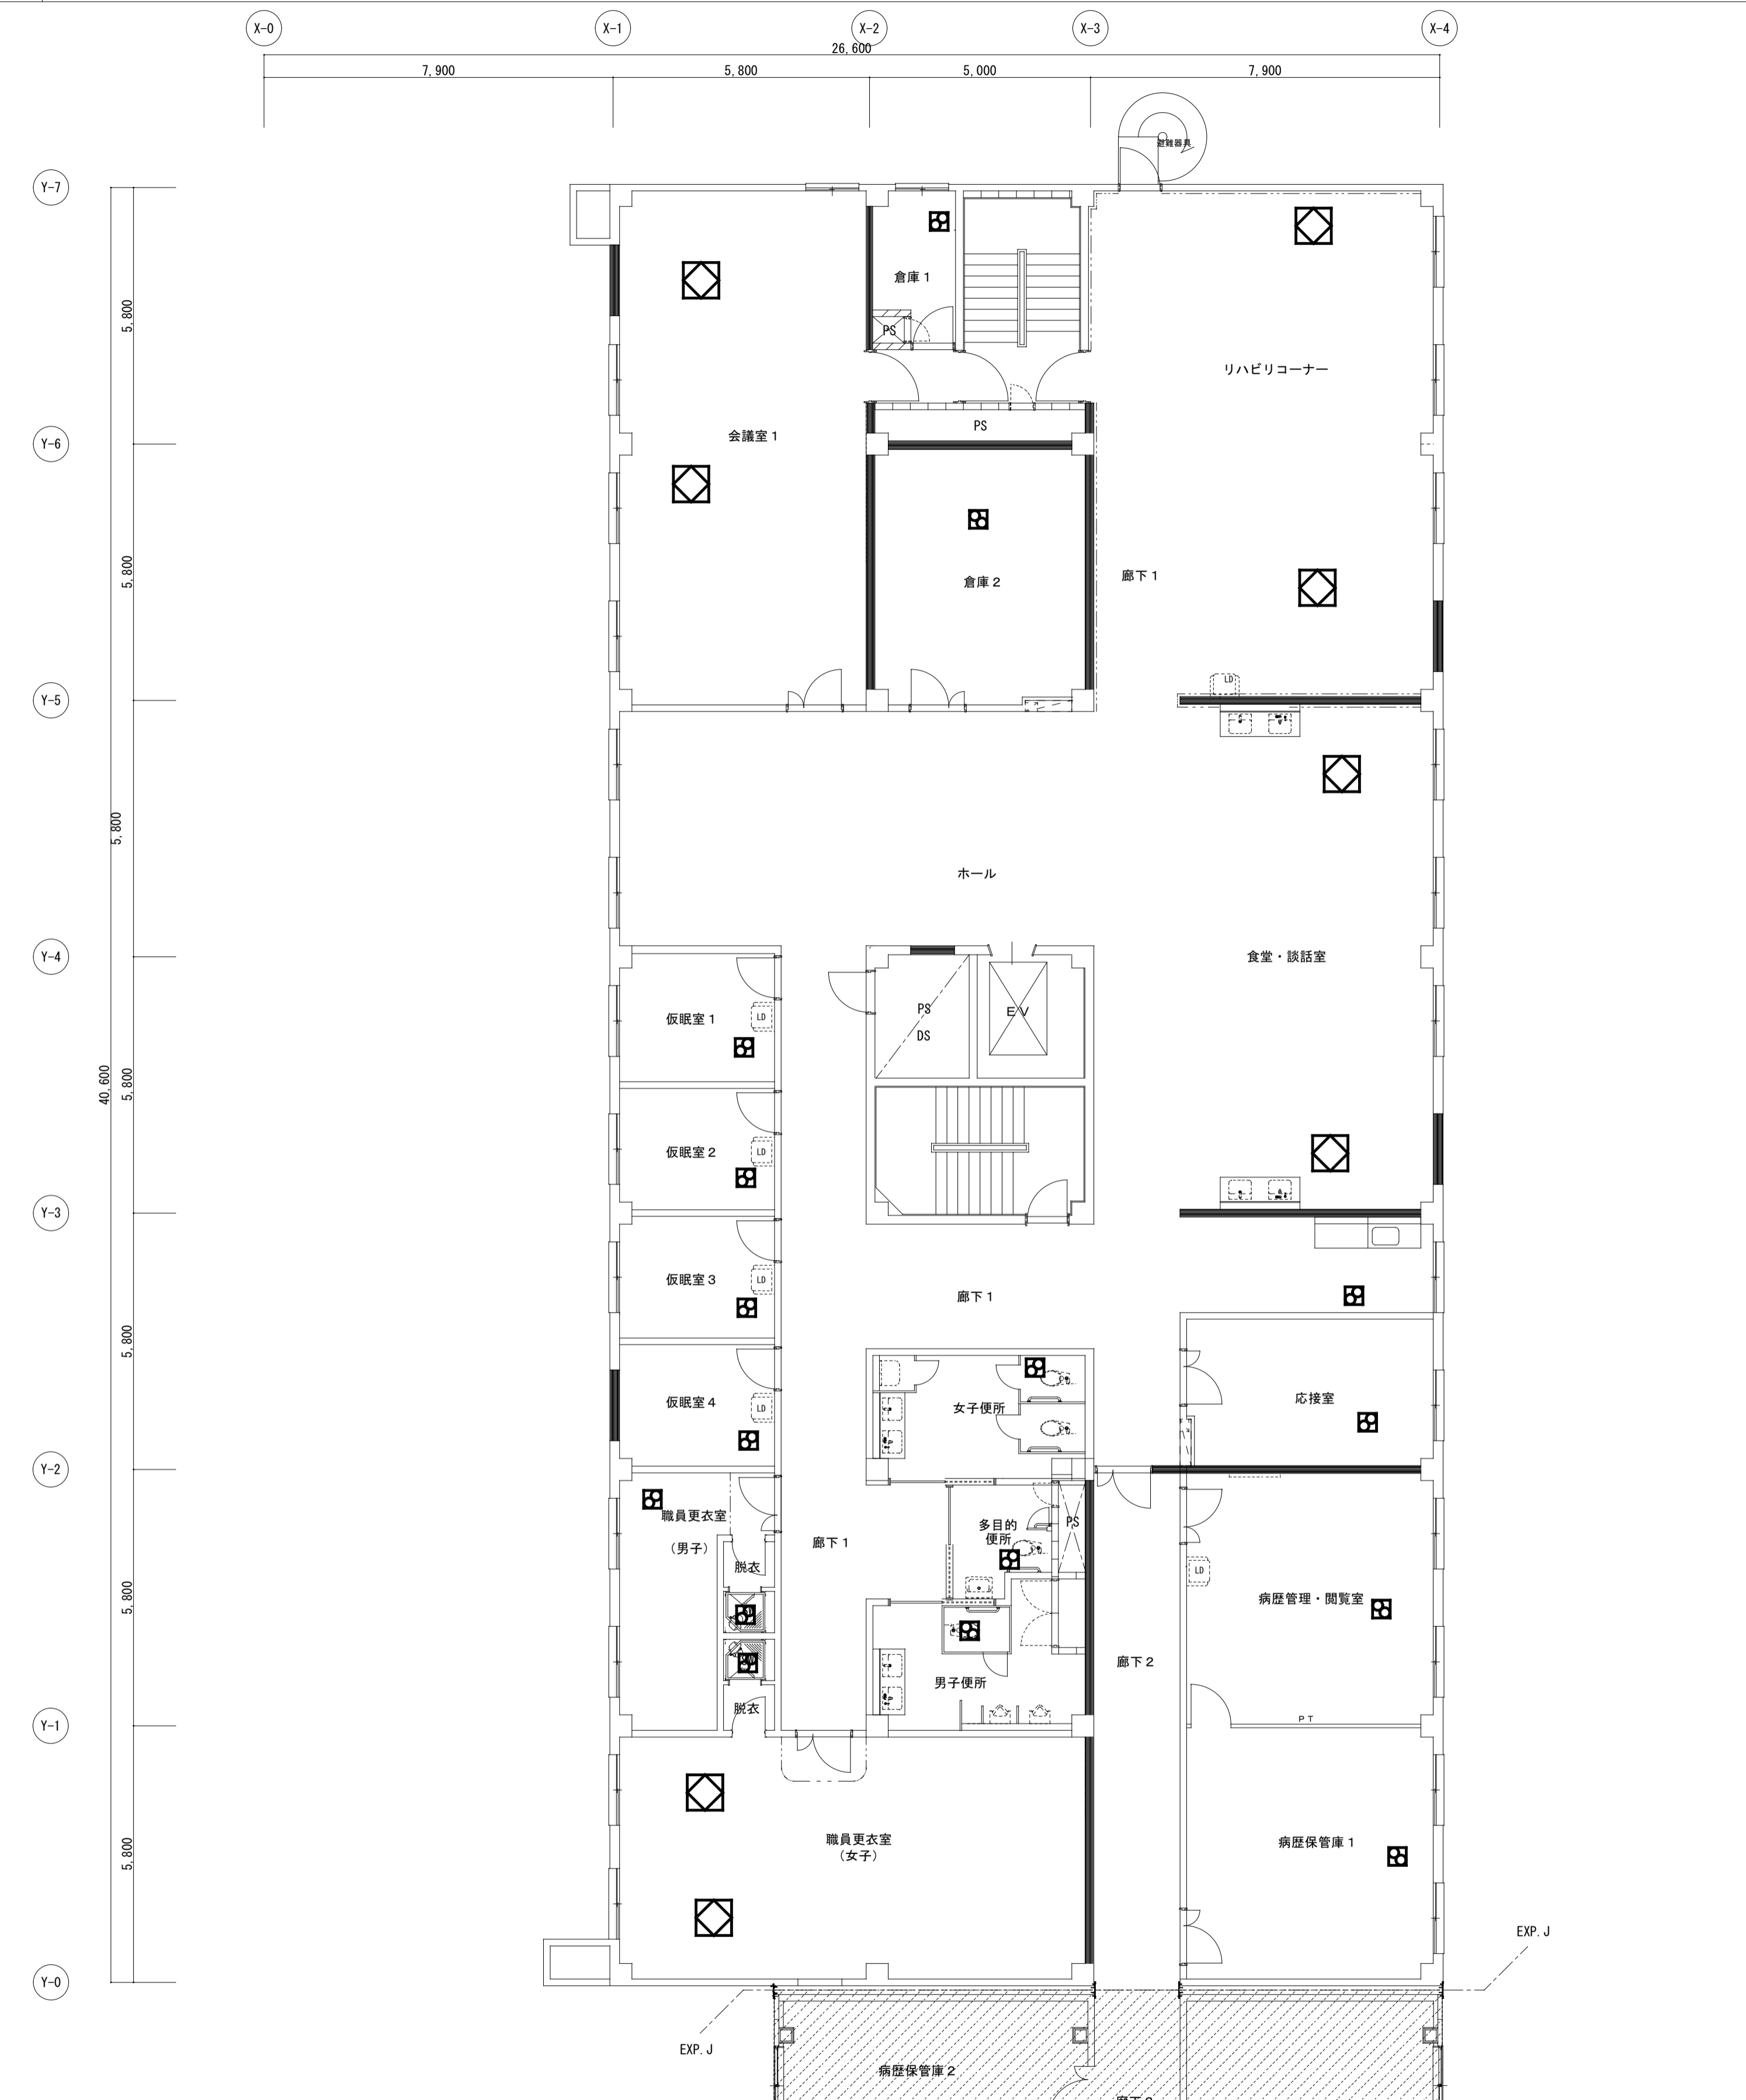 X-0 X-1 X-2 X-3 X-4
26,600
7,900 5,800 5,000 7,900
避難器具
Y-7
倉庫１
5,800
PS
リハビリコーナー
PS
会議室１
Y-6
5,800
廊下１
倉庫２
LD
Y-5
5,800
ホール
Y-4
食堂・談話室
PS
EV
仮眠室１
LD
DS
40,600
5,800
仮眠室２
LD
Y-3
仮眠室３
LD
廊下１
5,800
応接室
仮眠室４
LD
女子便所
Y-2
職員更衣室
（男子）
多目的
便所
PS
廊下１
脱衣
LD
5,800
病歴管理・閲覧室
廊下２
男子便所
脱衣
PT
Y-1
職員更衣室
（女子）
病歴保管庫１
5,800
EXP.J
Y-0
EXP.J
病歴保管庫２